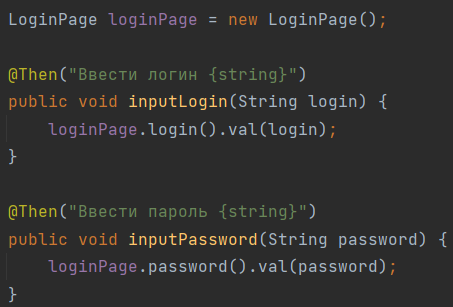 LoginPage loginPage = new LoginPage();
@Then("Ввести логин {string}")
public void inputLogin(String login) {
loginPage.login().val(login);
}
@Then("Ввести пароль {string}")
public void inputPassword(String password) {
loginPage.password().val(password);
}